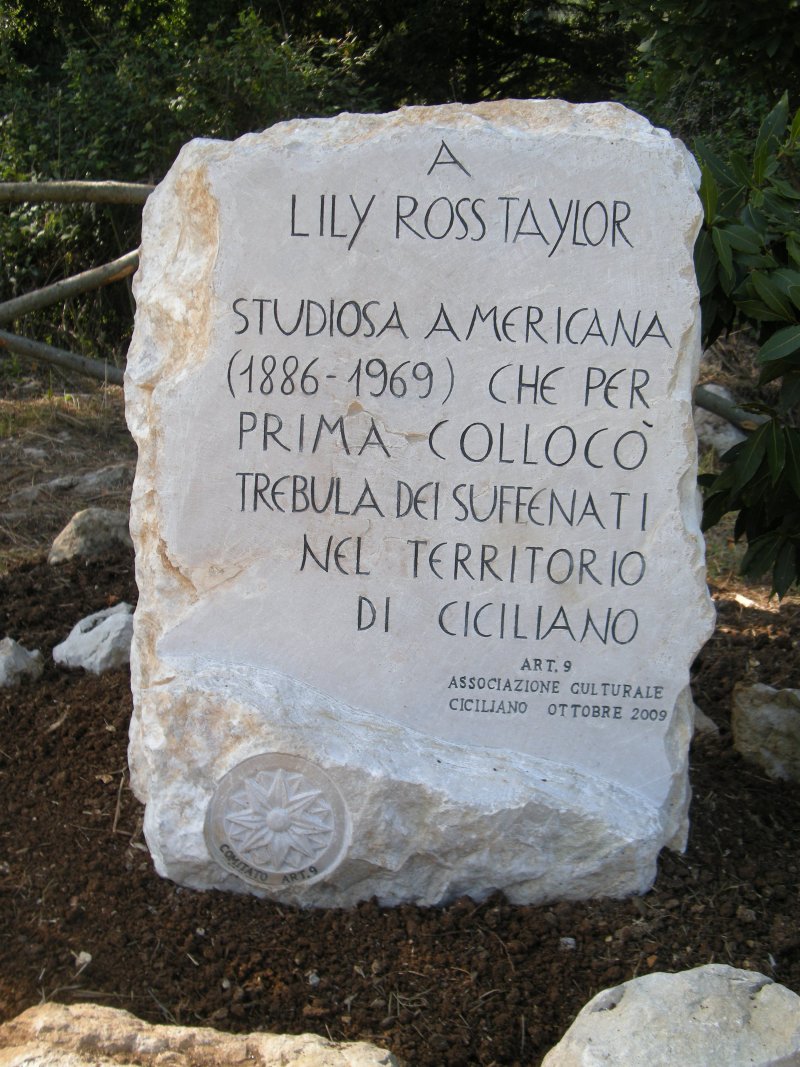 A
LILY ROSS TAYLOR
STUDIOSA AMERICANA
(1886-1969) CHE PER
PRIMA COLLOCÒ
TREBULA DEI SUFFENATI
NEL TERRITORIO
DI CICILIANO
ART. 9
ASSOCIAZIONE CULTURALE
CICILIANO OTTOBRE 2009
COMITATO ART. 9